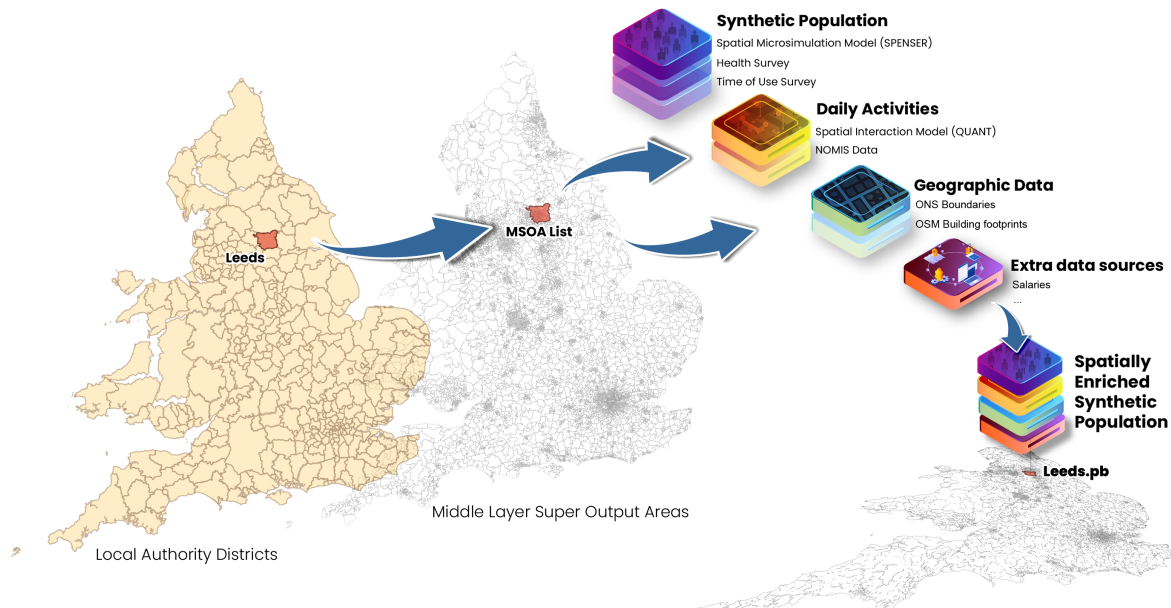 Synthetic Population
Spatial Microsimulation Model (SPENSER)
Health Survey
Time of Use Survey
Daily Activities
Spatial Interaction Model (QUANT)
NOMIS Data
Geographic Data
ONS Boundaries
OSM Building footprints
Extra data sources
Salaries
...
Leeds
MSOA List
Spatially
Enriched
Synthetic
Population
Leeds.pb
Middle Layer Super Output Areas
Local Authority Districts